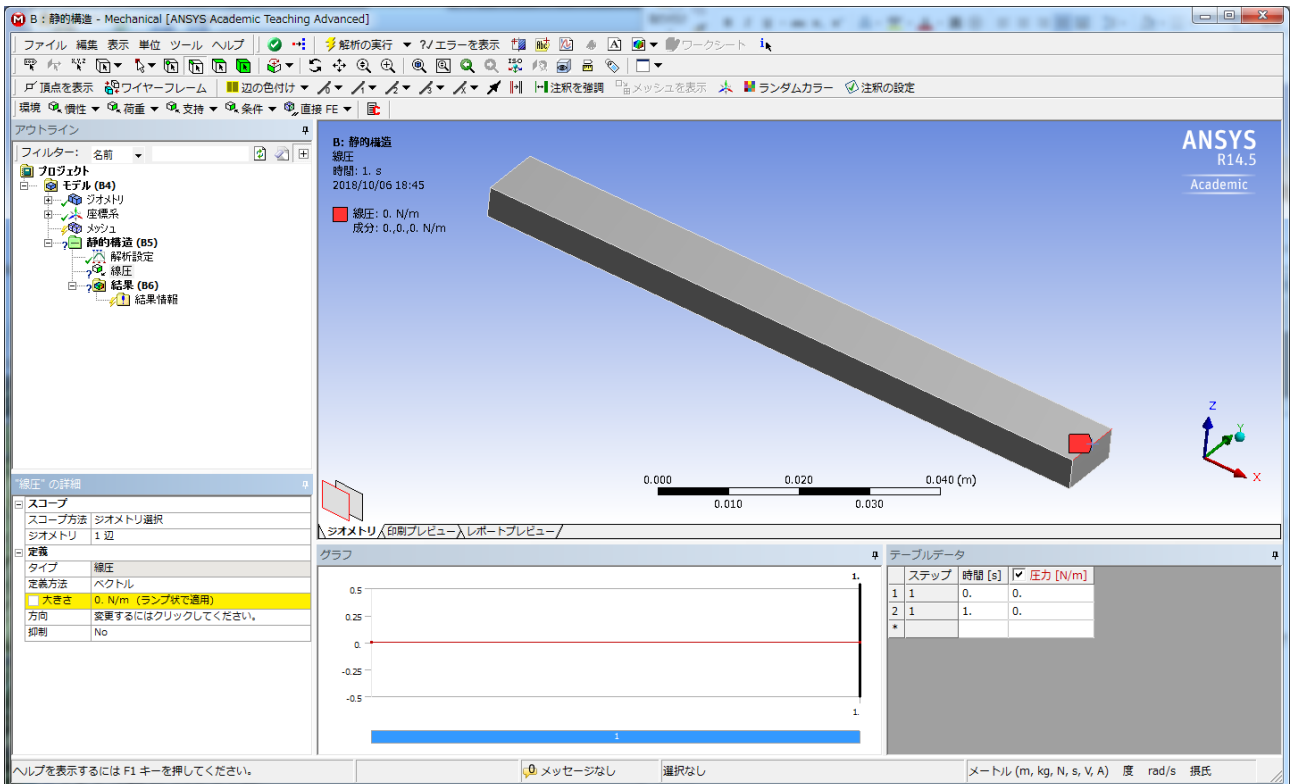 B : 静的構造 - Mechanical [ANSYS Academic Teaching Advanced]
ファイル 編集 表示 単位 ツール ヘルプ 解析の実行 ?✓エラーを表示 ワークシート
頂点を表示 ワイヤーフレーム 辺の色付け 注釈を強調 メッシュを表示 ランダムカラー 注釈の設定
環境 慣性 荷重 支持 条件 直接 FE
アウトライン
フィルター: 名前
プロジェクト
モデル (B4)
ジオメトリ
座標系
メッシュ
静的構造 (B5)
解析設定
線圧
結果 (B6)
結果情報
B: 静的構造
線圧
時間: 1. s
2018/10/06 18:45
線圧: 0. N/m
成分: 0.,0.,0. N/m
ANSYS
R14.5
Academic
Z
Y
X
0.000 0.020 0.040 (m)
0.010 0.030
ジオメトリ 印刷プレビュー レポートプレビュー
"線圧" の詳細
スコープ
スコープ方法 ジオメトリ選択
ジオメトリ 1 辺
定義
タイプ 線圧
定義方法 ベクトル
大きさ 0. N/m (ランプ状で適用)
方向 変更するにはクリックしてください。
抑制 No
グラフ
1.
0.5
0.25
0.
-0.25
-0.5
1.
1
テーブルデータ
ステップ 時間 [s] 圧力 [N/m]
1 1 0. 0.
2 1 1. 0.
*
ヘルプを表示するには F1 キーを押してください。 0 メッセージなし 選択なし メートル (m, kg, N, s, V, A) 度 rad/s 摂氏